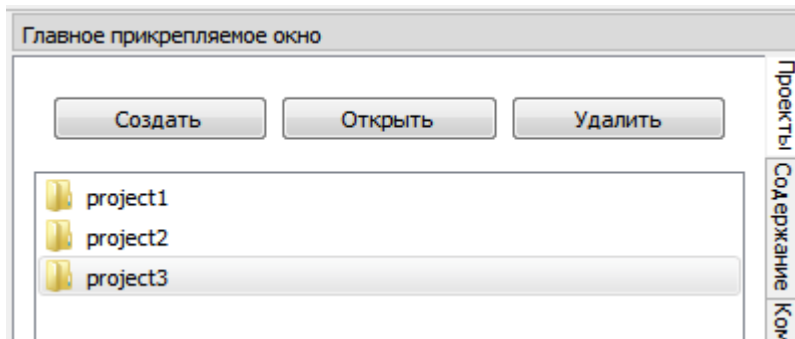 Главное прикрепляемое окно
Создать
Открыть
Удалить
project1
project2
project3
Проекты
Содержание